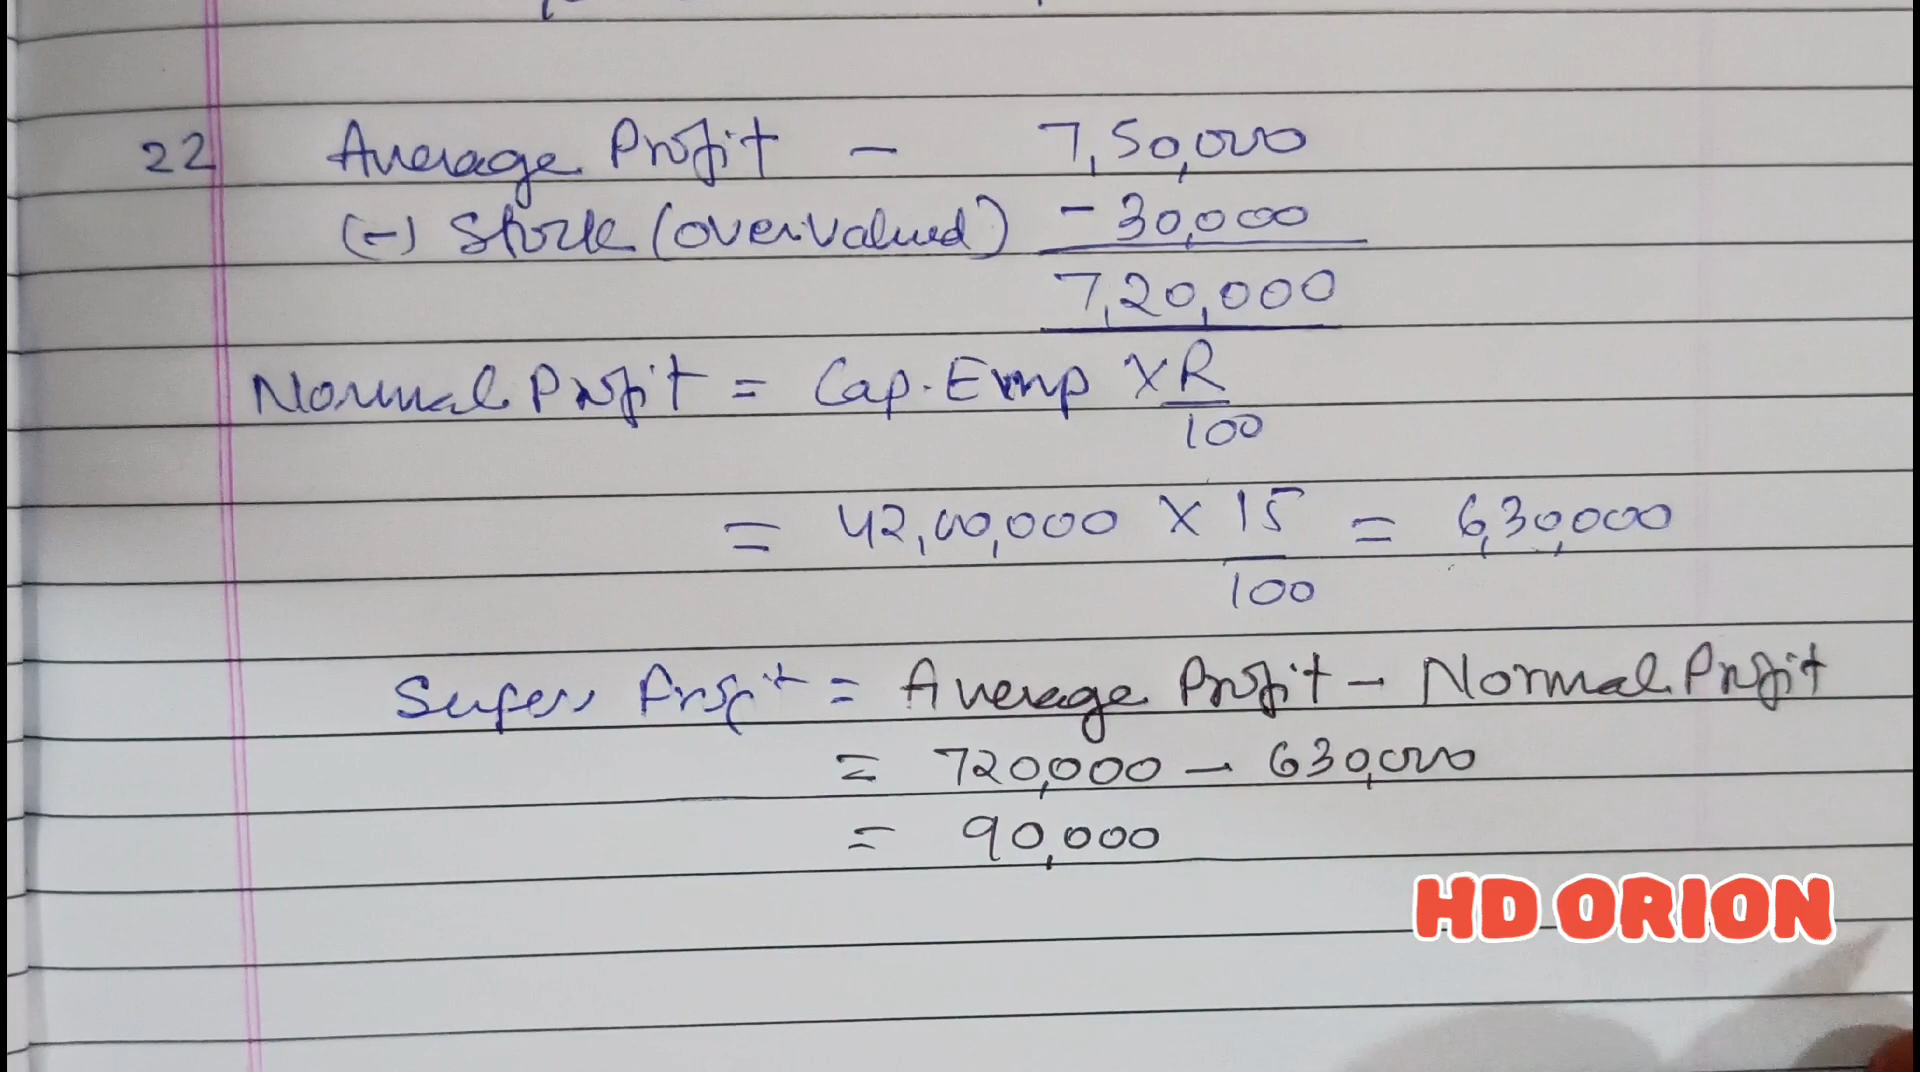 22 Average Profit - 7,50,000
(-) Stock (overvalued) - 30,000
7,20,000
Normal Profit = Cap. Emp X R
100
= 42,00,000 X 15 = 6,30,000
100
Super Profit = Average Profit - Normal Profit
= 720,000 - 630,000
= 90,000
HD ORION